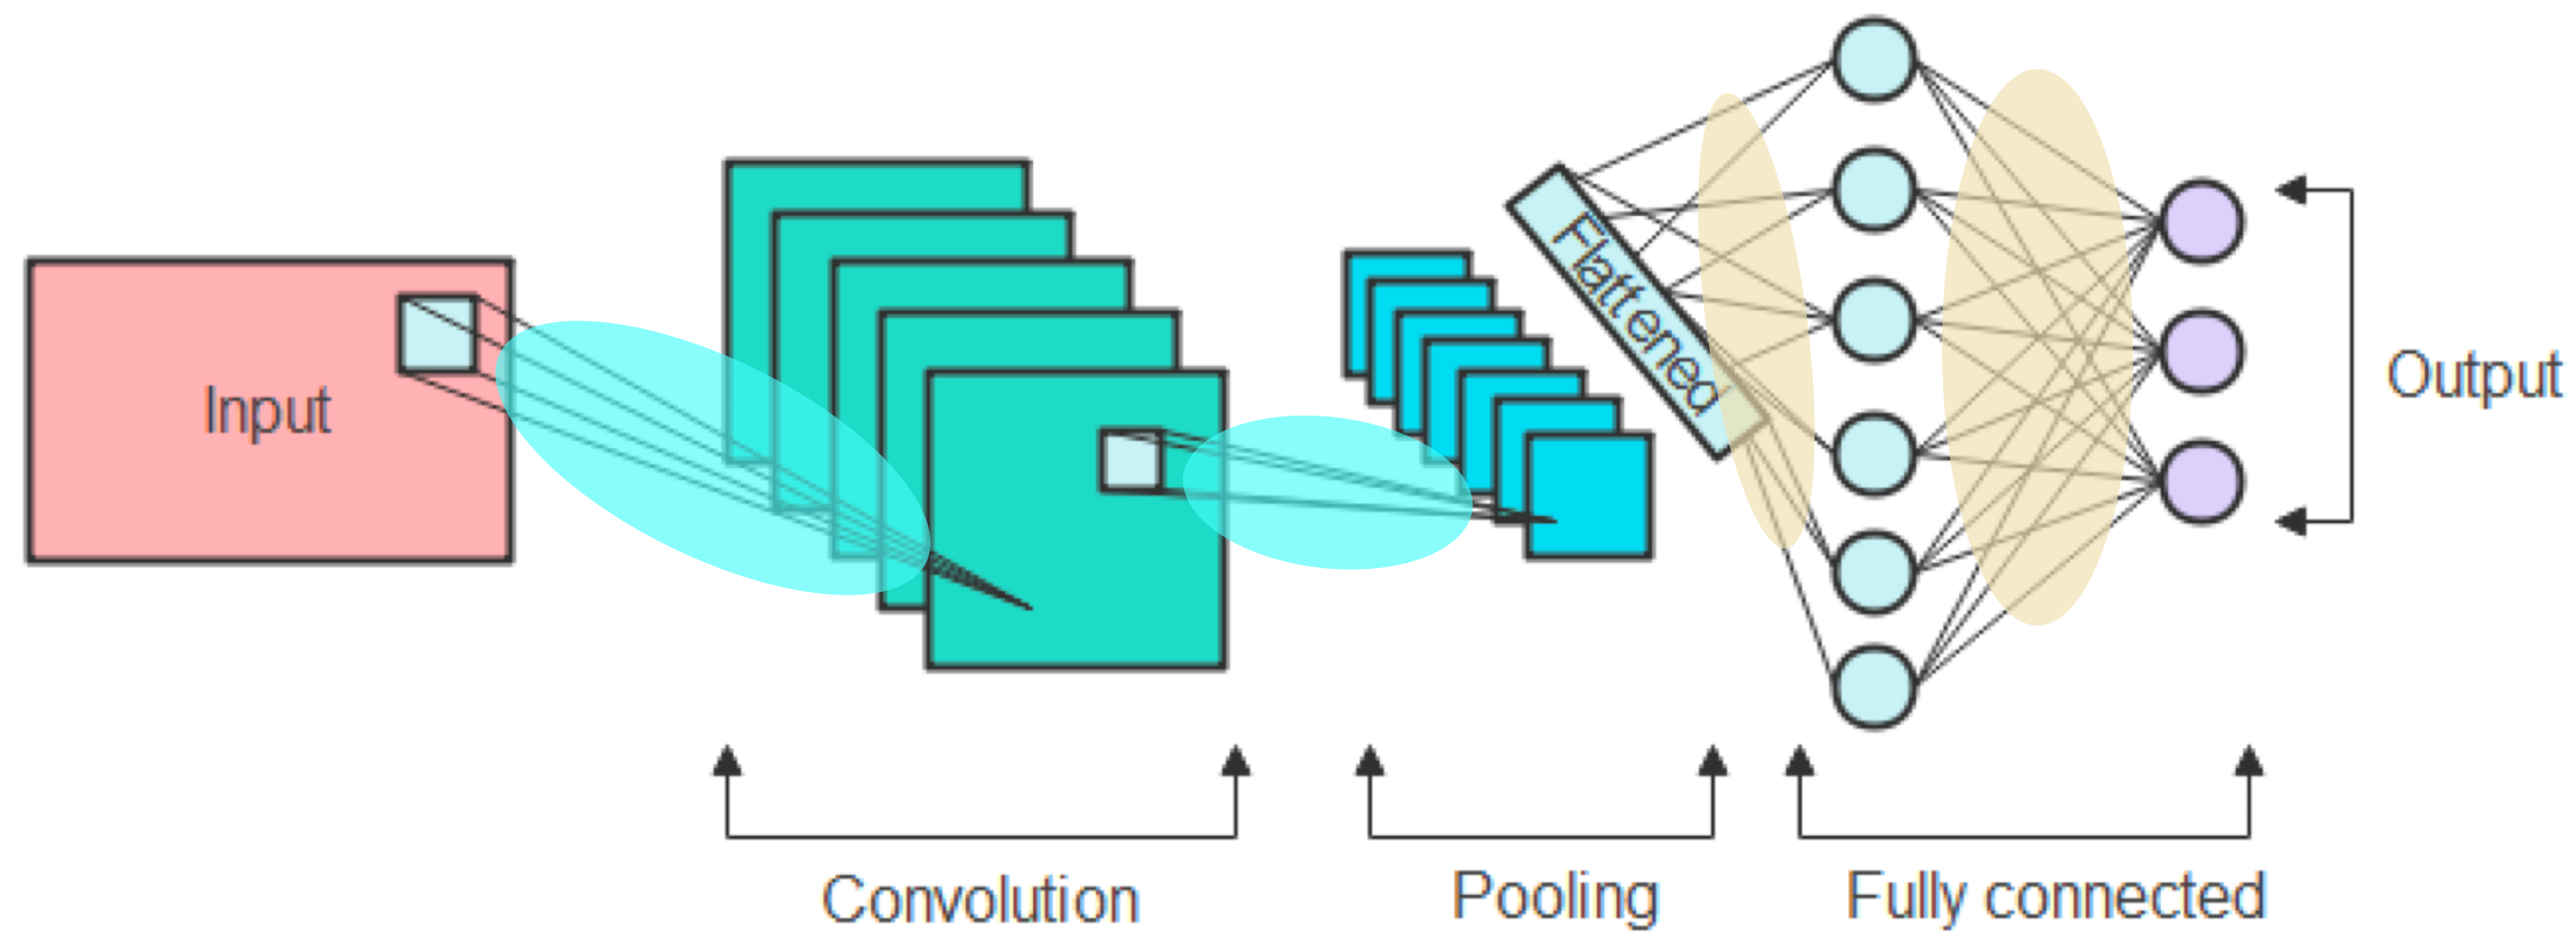 Input
Flattened
Output
Convolution
Pooling
Fully connected